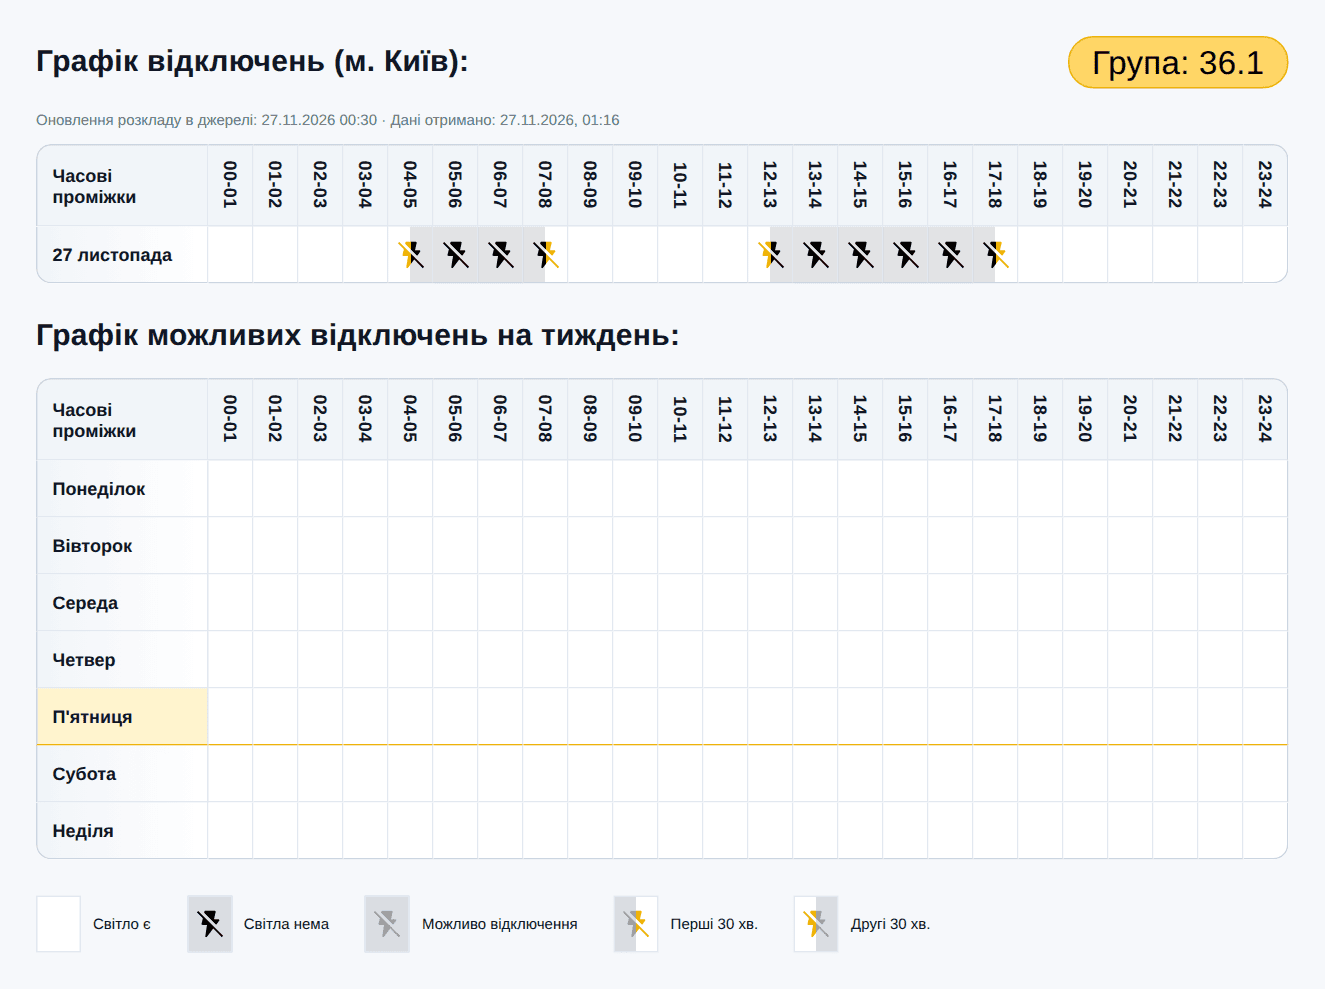 Графік відключень (м. Київ):
Група: 36.1
Оновлення розкладу в джерелі: 27.11.2026 00:30 · Дані отримано: 27.11.2026, 01:16
Часові
проміжки
00-01 01-02 02-03 03-04 04-05 05-06 06-07 07-08 08-09 09-10 10-11 11-12 12-13 13-14 14-15 15-16 16-17 17-18 18-19 19-20 20-21 21-22 22-23 23-24
27 листопада
Графік можливих відключень на тиждень:
Часові
проміжки
00-01 01-02 02-03 03-04 04-05 05-06 06-07 07-08 08-09 09-10 10-11 11-12 12-13 13-14 14-15 15-16 16-17 17-18 18-19 19-20 20-21 21-22 22-23 23-24
Понеділок
Вівторок
Середа
Четвер
П'ятниця
Субота
Неділя
Світло є Світла нема Можливо відключення Перші 30 хв. Другі 30 хв.